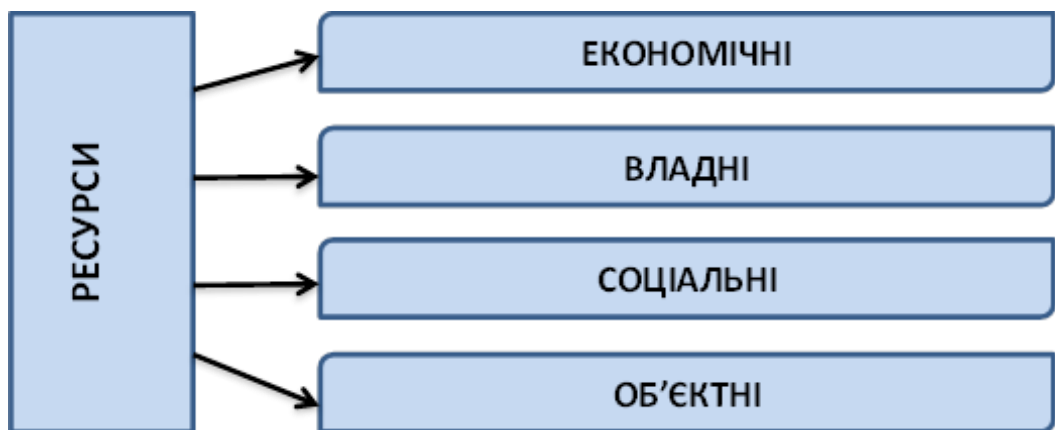 РЕСУРСИ
ЕКОНОМІЧНІ
ВЛАДНІ
СОЦІАЛЬНІ
ОБ’ЄКТНІ